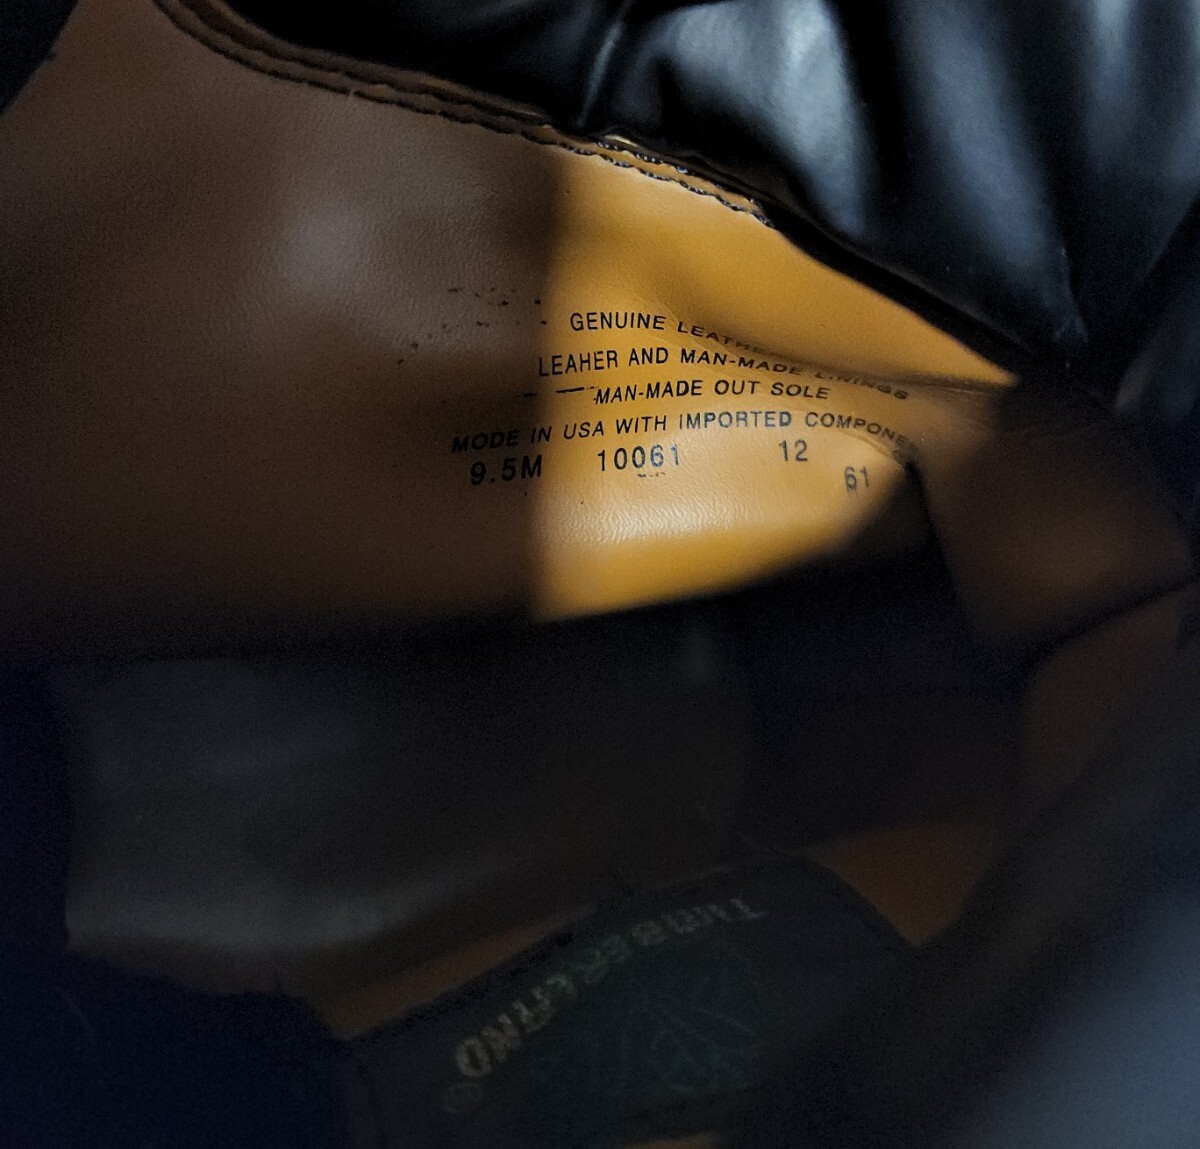 GENUINE LEATHER
LEAHER AND MAN-MADE LININGS
MAN-MADE OUT SOLE
MODE IN USA WITH IMPORTED COMPONE
9.5M 10061 12 61
TIMBERLAND